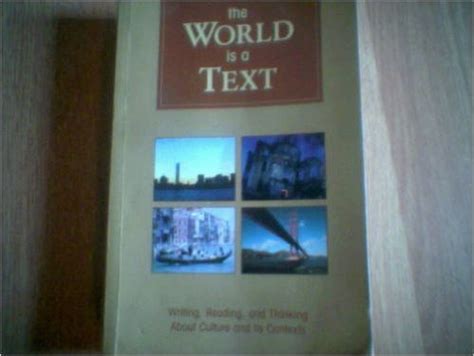 the
WORLD
is a
TEXT
Writing, Reading, and Thinking
About Culture and Its Contexts